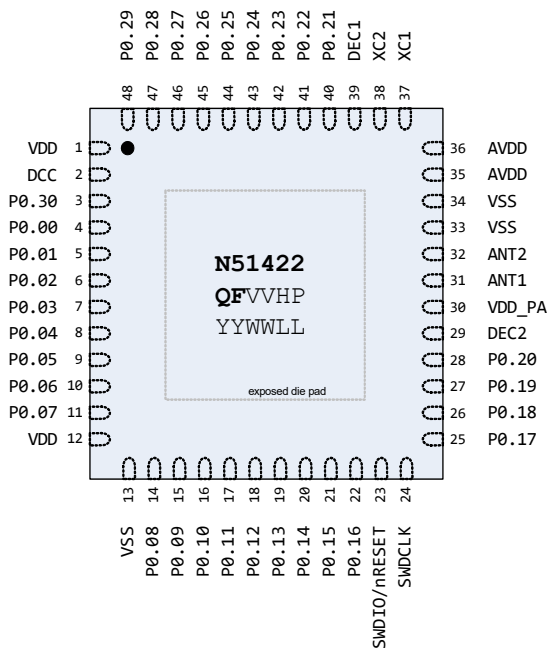 P0.29 P0.28 P0.27 P0.26 P0.25 P0.24 P0.23 P0.22 P0.21 DEC1 XC2 XC1
48 47 46 45 44 43 42 41 40 39 38 37
VDD 1
DCC 2
P0.30 3
P0.00 4
P0.01 5
P0.02 6
P0.03 7
P0.04 8
P0.05 9
P0.06 10
P0.07 11
VDD 12
N51422
QFVVHP
YYWWLL
exposed die pad
36 AVDD
35 AVDD
34 VSS
33 VSS
32 ANT2
31 ANT1
30 VDD_PA
29 DEC2
28 P0.20
27 P0.19
26 P0.18
25 P0.17
13 14 15 16 17 18 19 20 21 22 23 24
VSS P0.08 P0.09 P0.10 P0.11 P0.12 P0.13 P0.14 P0.15 P0.16 SWDIO/nRESET SWDCLK